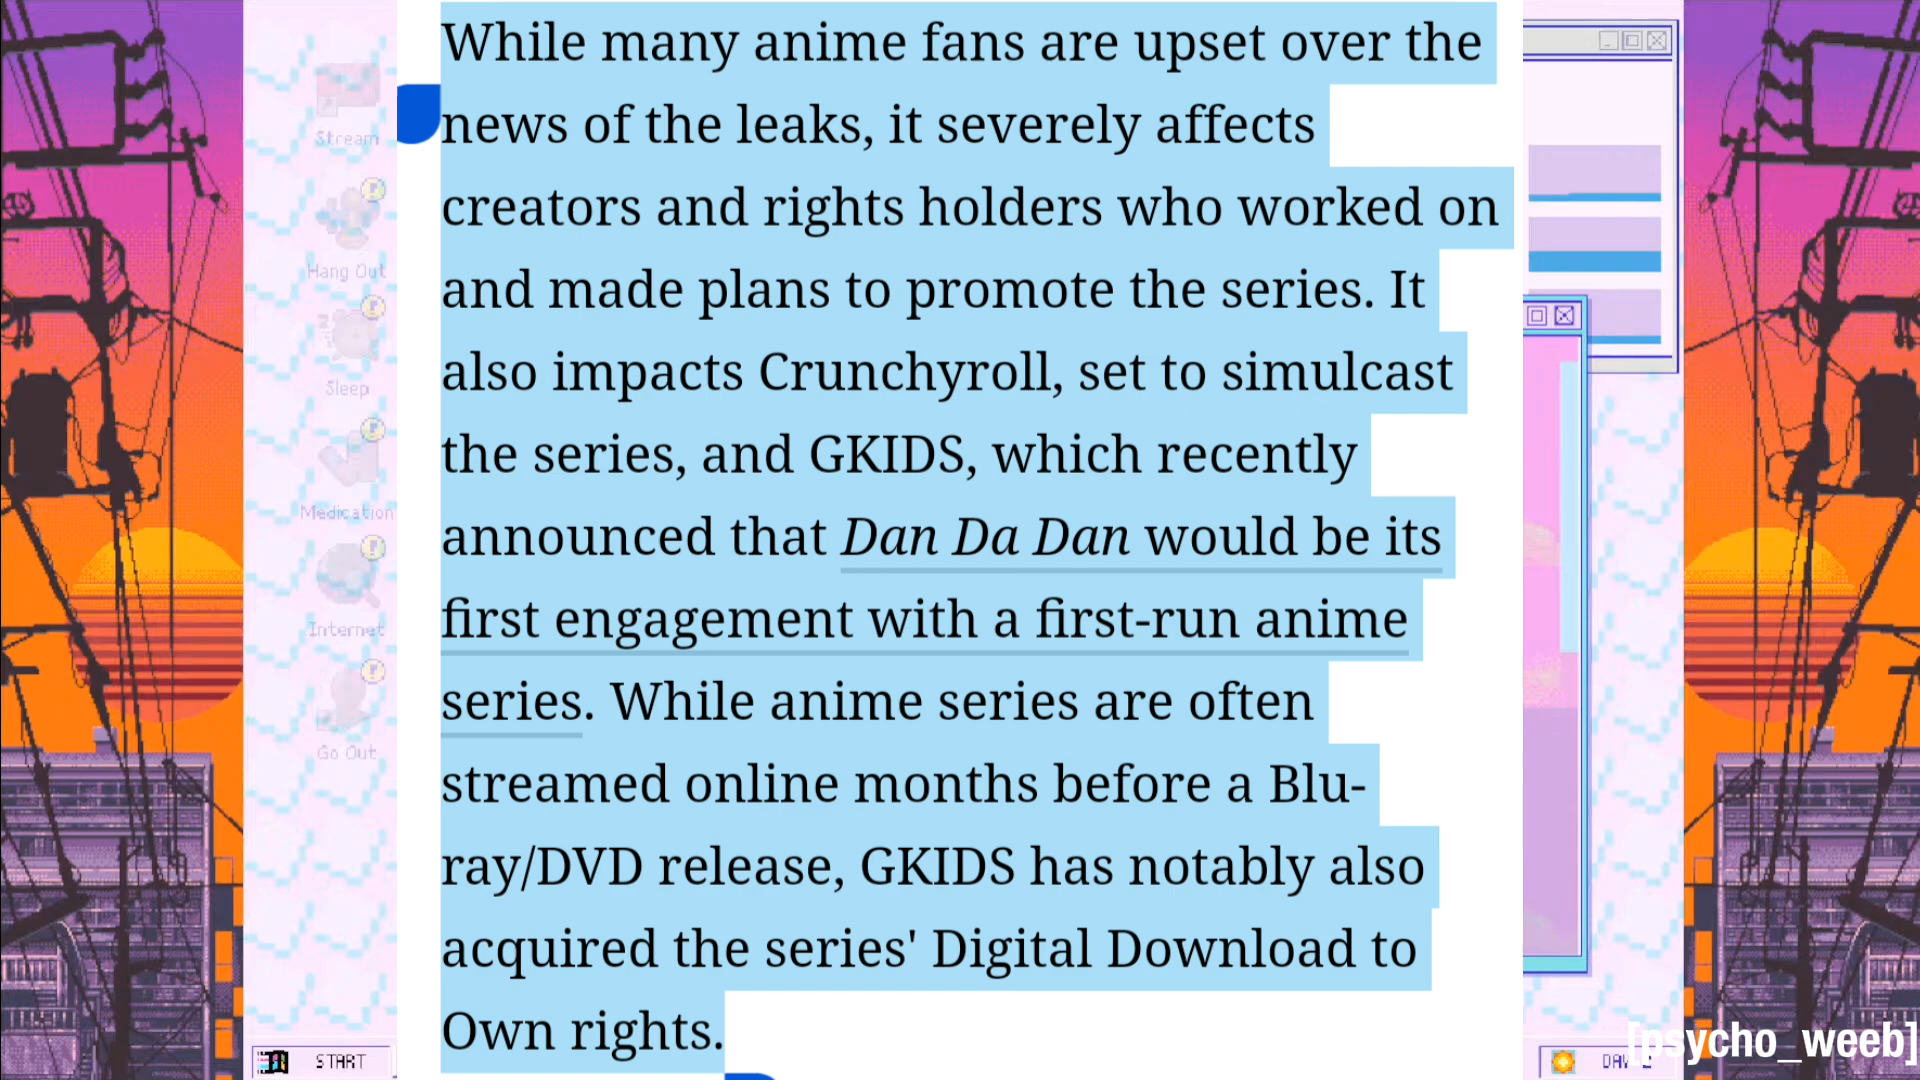 While many anime fans are upset over the
news of the leaks, it severely affects
creators and rights holders who worked on
and made plans to promote the series. It
also impacts Crunchyroll, set to simulcast
the series, and GKIDS, which recently
announced that Dan Da Dan would be its
first engagement with a first-run anime
series. While anime series are often
streamed online months before a Blu-
ray/DVD release, GKIDS has notably also
acquired the series' Digital Download to
Own rights.
Stream
Hang Out
Sleep
Medication
Internet
Go Out
START
[psycho_weeb]